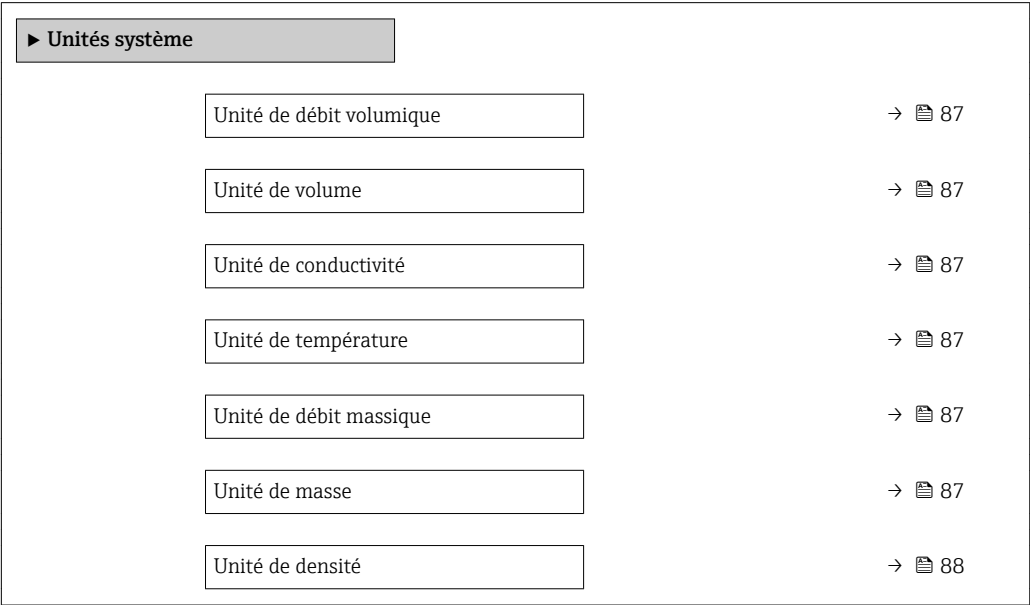 ▶ Unités système
Unité de débit volumique → 87
Unité de volume → 87
Unité de conductivité → 87
Unité de température → 87
Unité de débit massique → 87
Unité de masse → 87
Unité de densité → 88